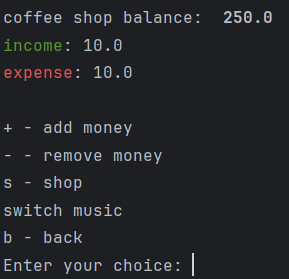 coffee shop balance:  250.0
income: 10.0
expense: 10.0

+ - add money
- - remove money
s - shop
switch music
b - back
Enter your choice: